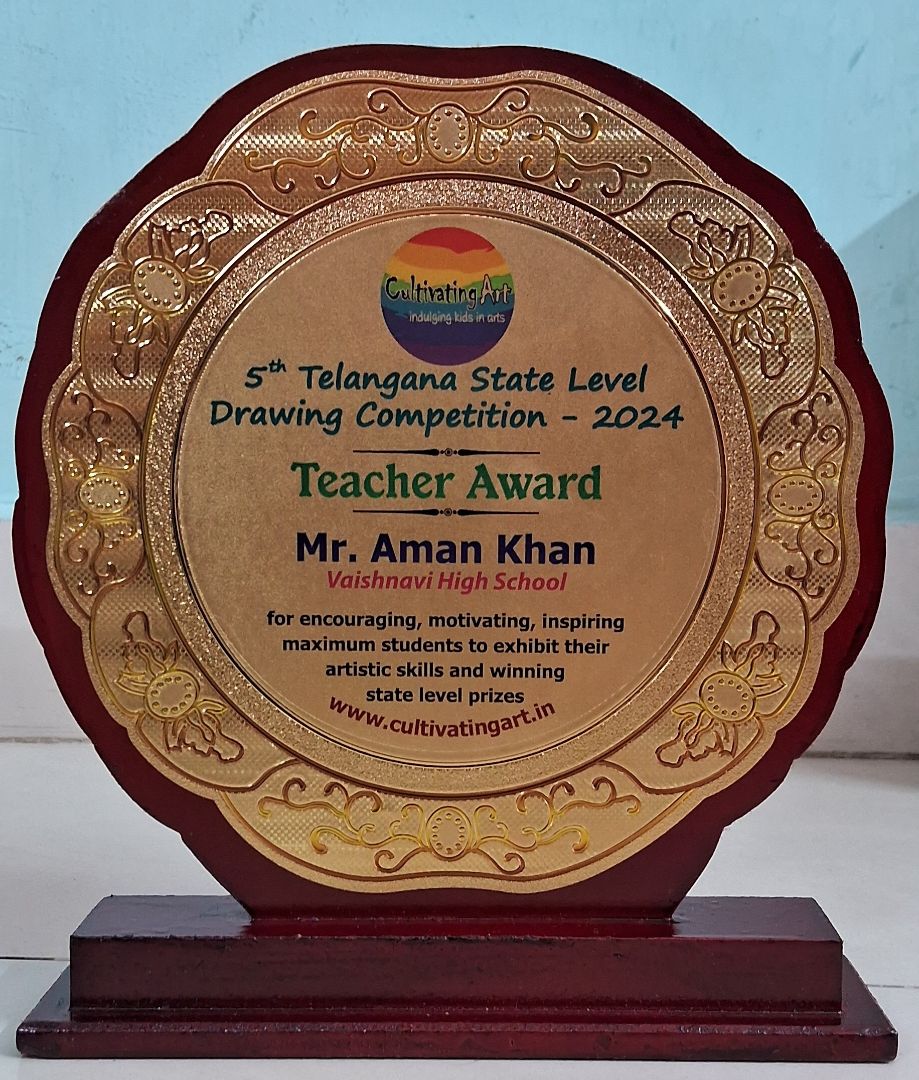 Cultivating Art
indulging kids in arts
5th Telangana State Level
Drawing Competition - 2024
Teacher Award
Mr. Aman Khan
Vaishnavi High School
for encouraging, motivating, inspiring
maximum students to exhibit their
artistic skills and winning
state level prizes
www.cultivatingart.in